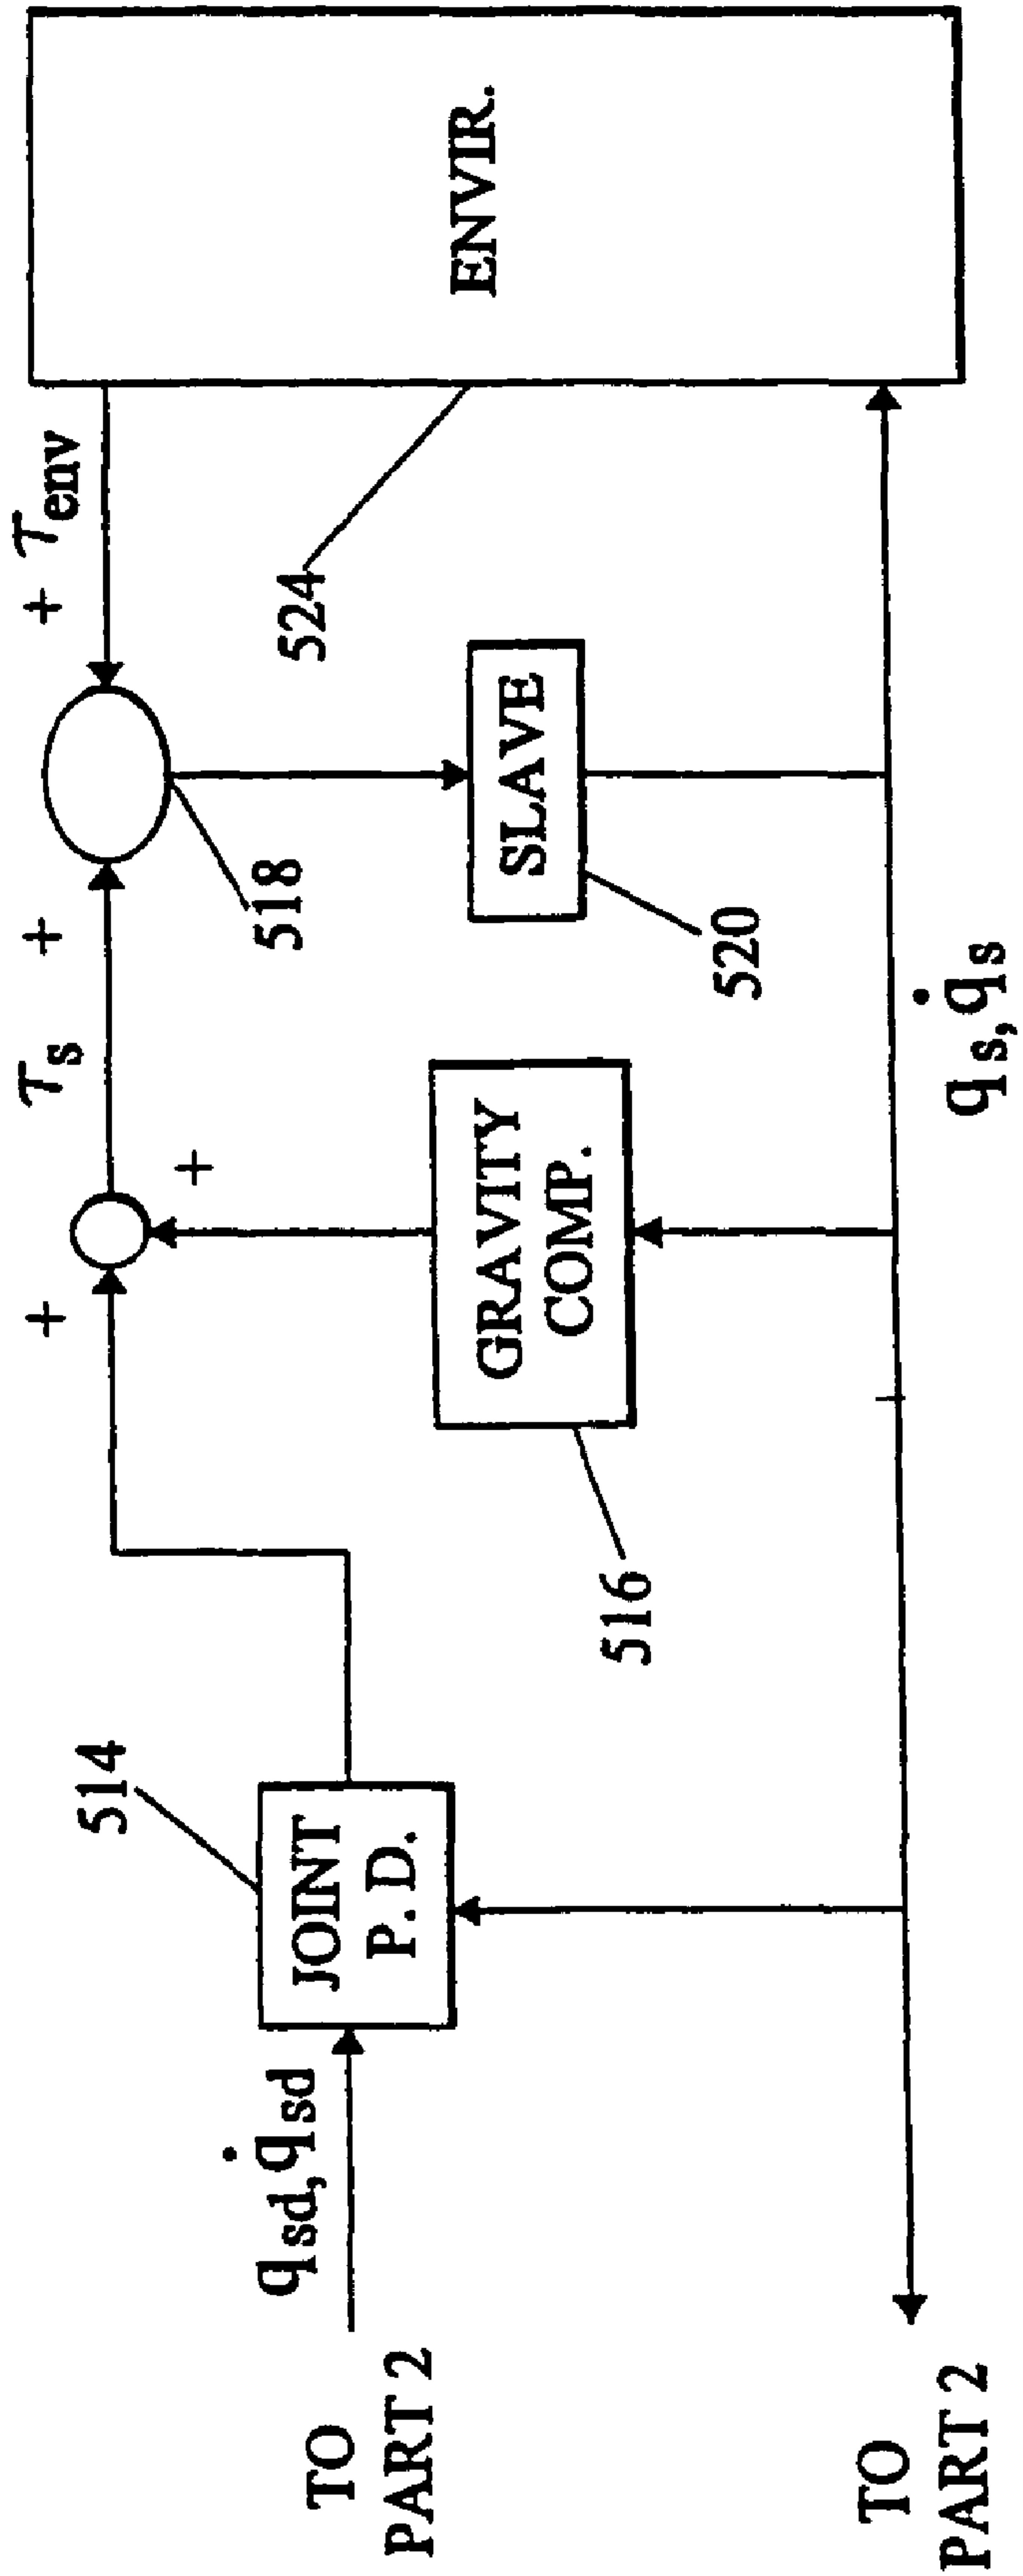 TO
PART 2
q̇sd, q̇sd
JOINT
P. D.
514
+
+
τs
+
+ τenv
GRAVITY
COMP.
516
518
SLAVE
520
524
ENVIR.
qs, q̇s
TO
PART 2